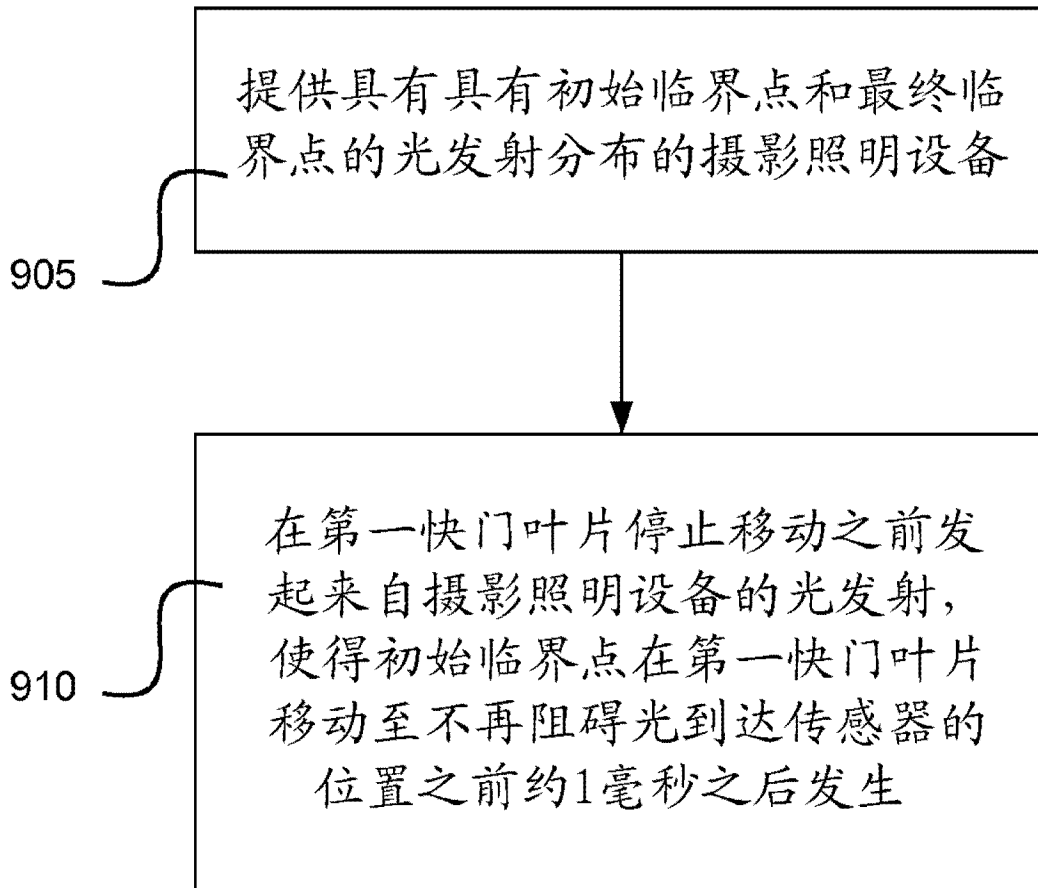 提供具有具有初始临界点和最终临
界点的光发射分布的摄影照明设备
905
在第一快门叶片停止移动之前发
起来自摄影照明设备的光发射，
使得初始临界点在第一快门叶片
移动至不再阻碍光到达传感器的
位置之前约1毫秒之后发生
910